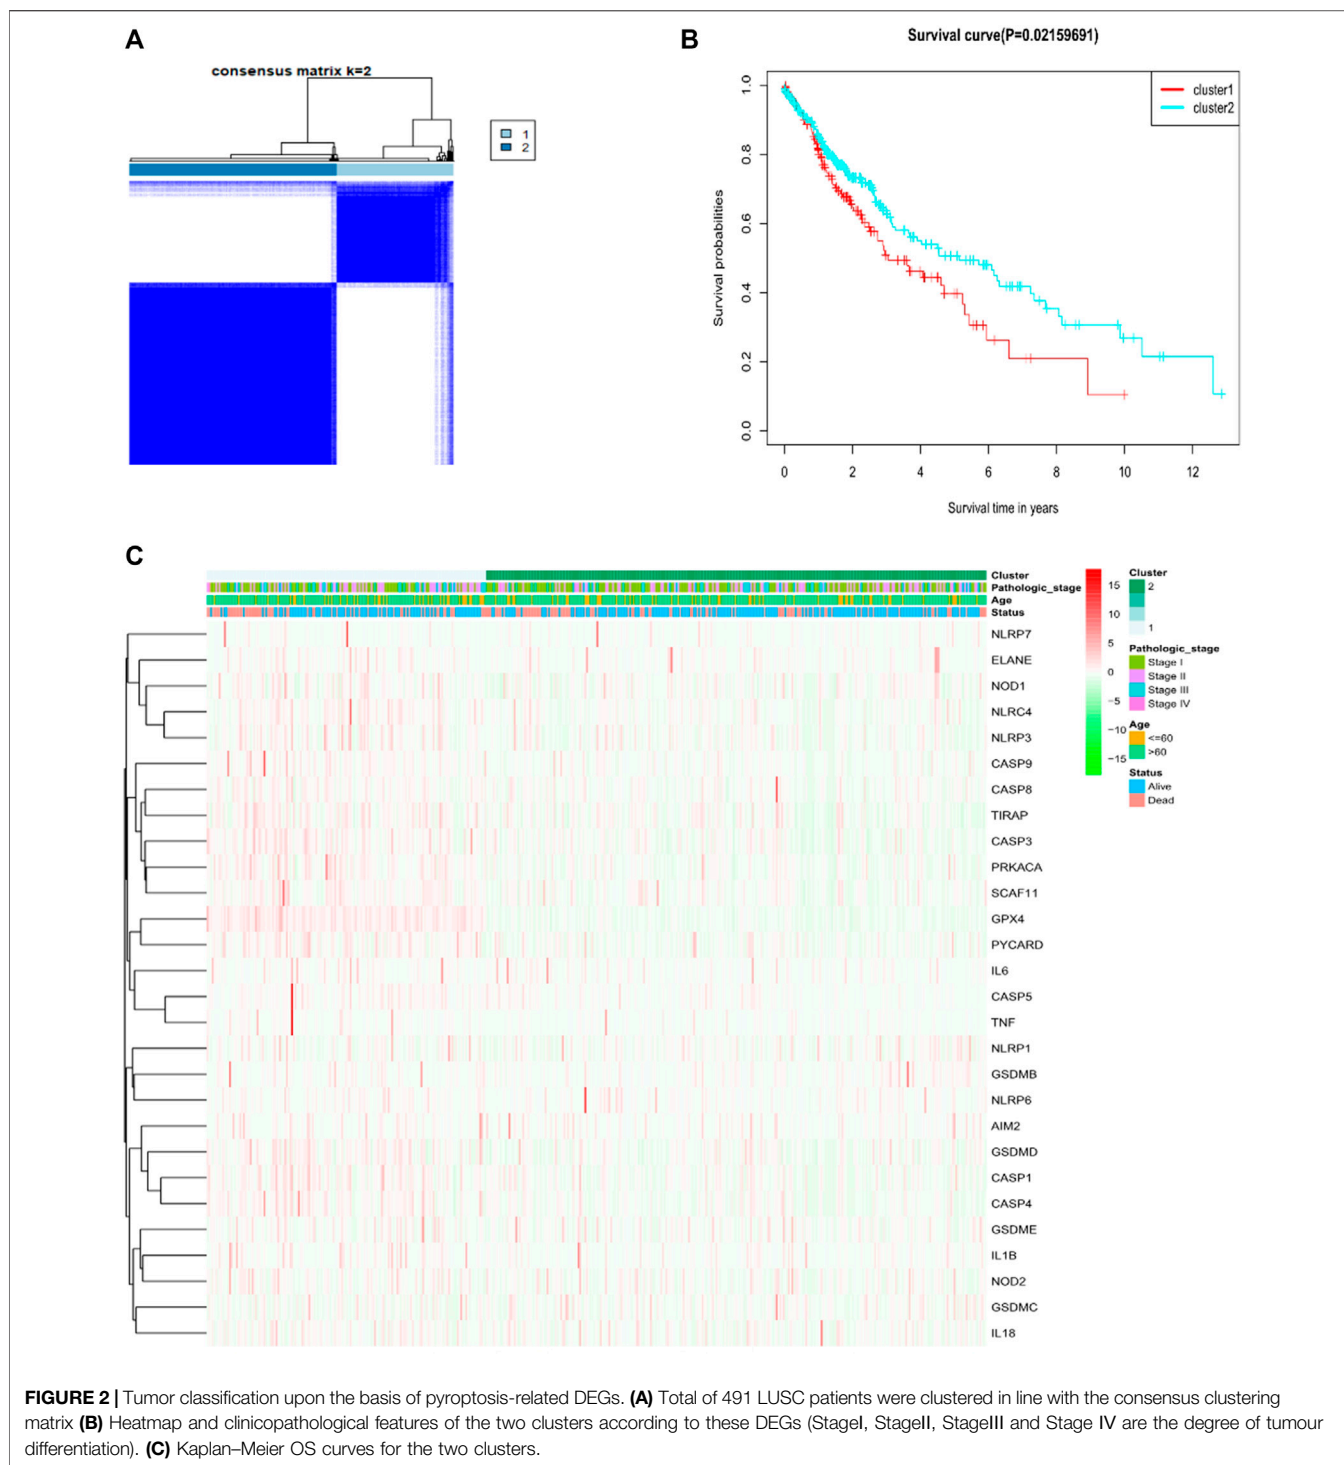 A
consensus matrix k=2
1
2
B
Survival curve(P=0.02159691)
cluster1
cluster2
Survival probabilities
1.0
0.8
0.6
0.4
0.2
0.0
0 2 4 6 8 10 12
Survival time in years
C
Cluster
Pathologic_stage
Age
Status
NLRP7
ELANE
NOD1
NLRC4
NLRP3
CASP9
CASP8
TIRAP
CASP3
PRKACA
SCAF11
GPX4
PYCARD
IL6
CASP5
TNF
NLRP1
GSDMB
NLRP6
AIM2
GSDMD
CASP1
CASP4
GSDME
IL1B
NOD2
GSDMC
IL18
15
10
5
0
−5
−10
−15
Cluster
2
1
Pathologic_stage
Stage I
Stage II
Stage III
Stage IV
Age
<=60
>60
Status
Alive
Dead
FIGURE 2 | Tumor classification upon the basis of pyroptosis-related DEGs. (A) Total of 491 LUSC patients were clustered in line with the consensus clustering
matrix (B) Heatmap and clinicopathological features of the two clusters according to these DEGs (StageI, StageII, StageIII and Stage IV are the degree of tumour
differentiation). (C) Kaplan–Meier OS curves for the two clusters.